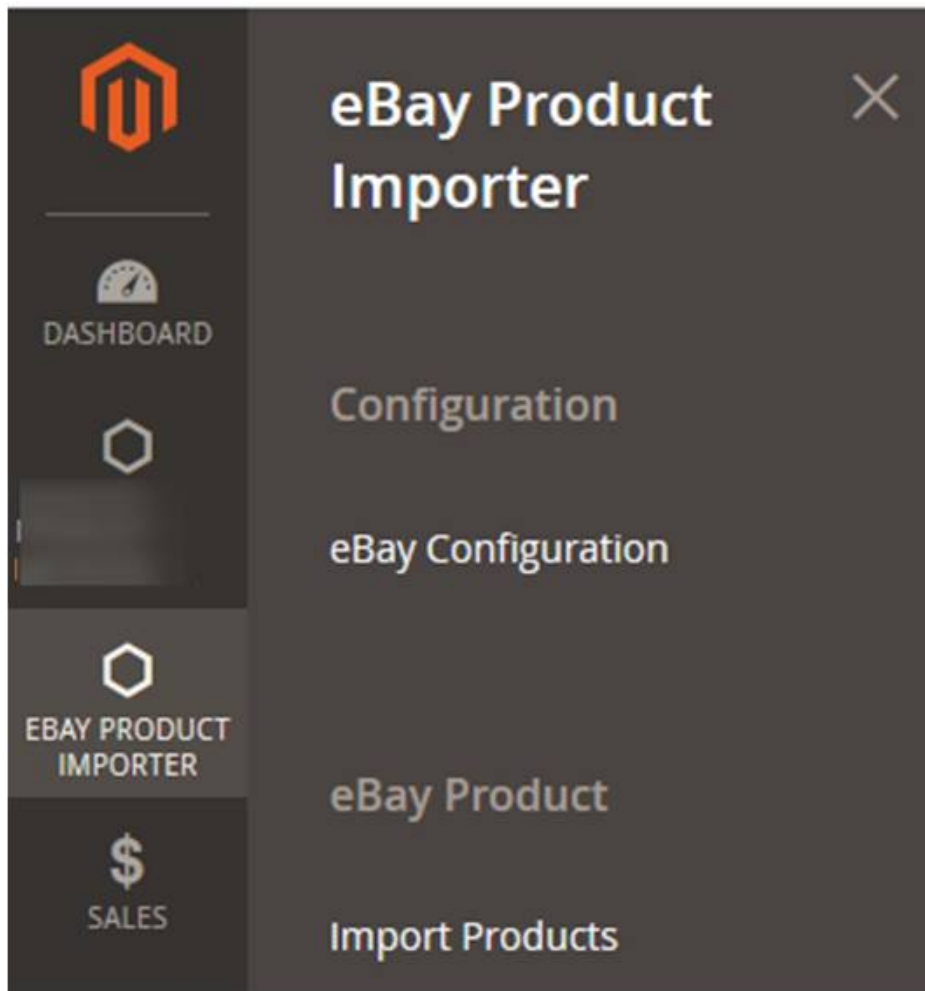 DASHBOARD
EBAY PRODUCT
IMPORTER
$
SALES
eBay Product
Importer
Configuration
eBay Configuration
eBay Product
Import Products